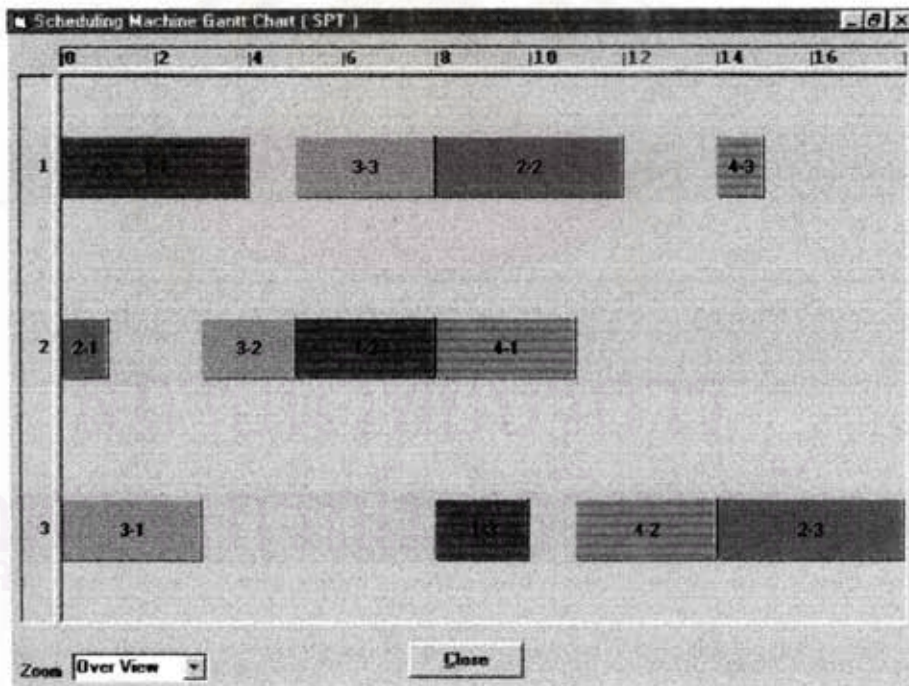 Scheduling Machine Gantt Chart ( SPT )
|0 |2 |4 |6 |8 |10 |12 |14 |16
1 1-1 3-3 2-2 4-3
2 2-1 3-2 1-2 4-1
3 3-1 1-3 4-2 2-3
Zoom Over View Close